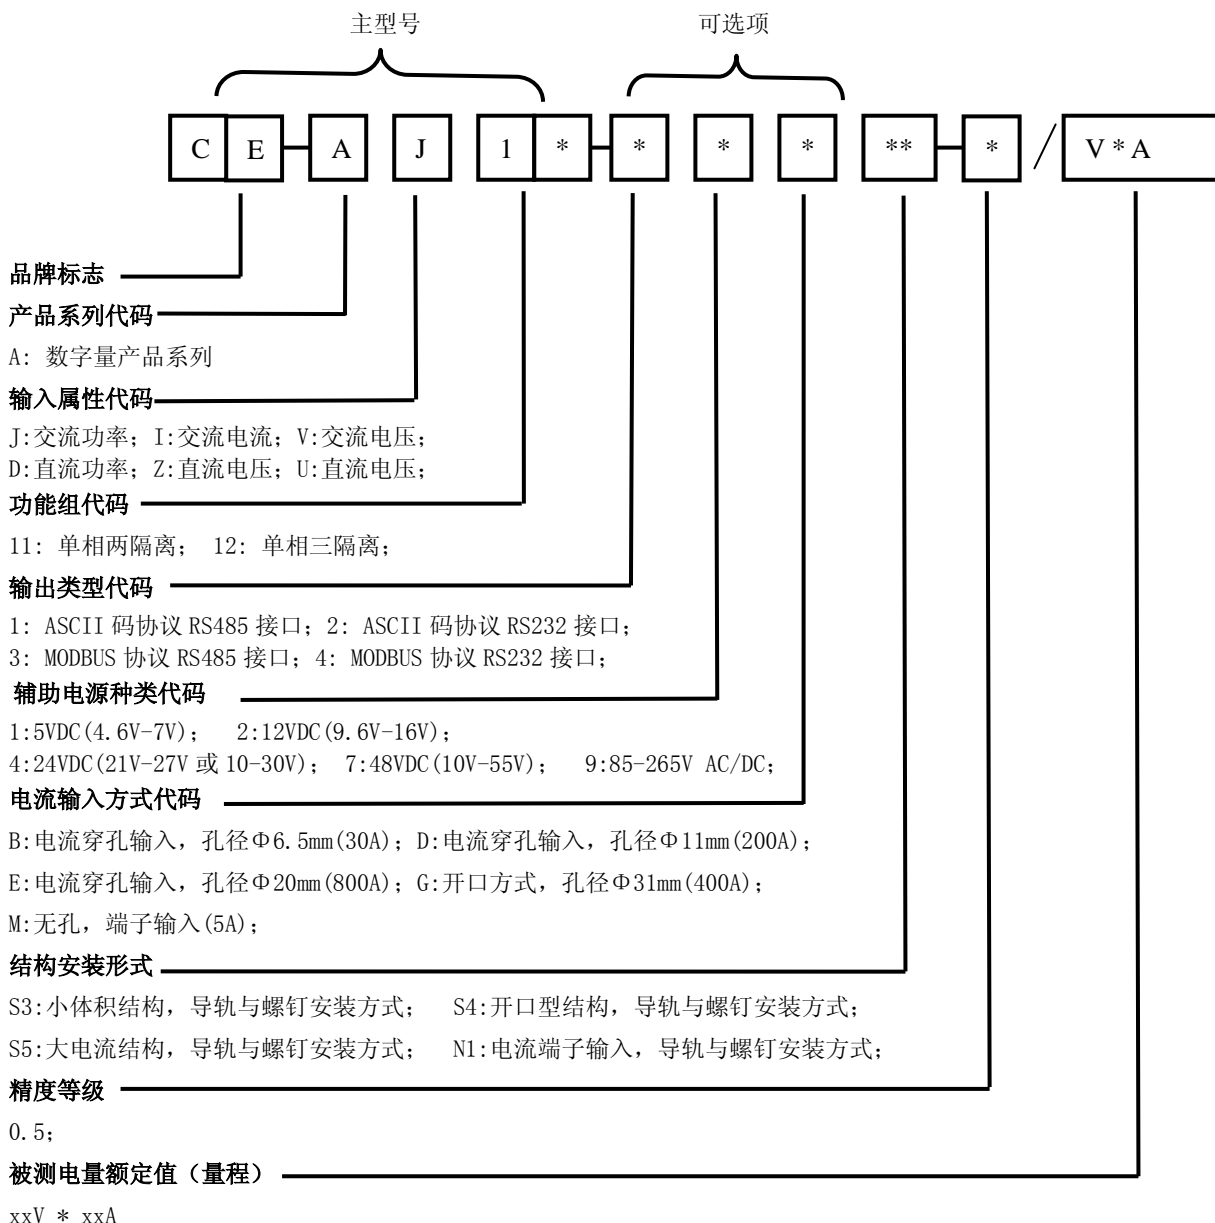 主型号 可选项
C E A J 1 * * * * ** * / V * A
品牌标志
产品系列代码
A: 数字量产品系列
输入属性代码
J:交流功率; I:交流电流; V:交流电压;
D:直流功率; Z:直流电压; U:直流电压;
功能组代码
11: 单相两隔离; 12: 单相三隔离;
输出类型代码
1: ASCII 码协议 RS485 接口; 2: ASCII 码协议 RS232 接口;
3: MODBUS 协议 RS485 接口; 4: MODBUS 协议 RS232 接口;
辅助电源种类代码
1:5VDC(4.6V-7V); 2:12VDC(9.6V-16V);
4:24VDC(21V-27V 或 10-30V); 7:48VDC(10V-55V); 9:85-265V AC/DC;
电流输入方式代码
B:电流穿孔输入，孔径Φ6.5mm(30A); D:电流穿孔输入，孔径Φ11mm(200A);
E:电流穿孔输入，孔径Φ20mm(800A); G:开口方式，孔径Φ31mm(400A);
M:无孔，端子输入(5A);
结构安装形式
S3:小体积结构，导轨与螺钉安装方式; S4:开口型结构，导轨与螺钉安装方式;
S5:大电流结构，导轨与螺钉安装方式; N1:电流端子输入，导轨与螺钉安装方式;
精度等级
0.5;
被测电量额定值（量程）
xxV * xxA